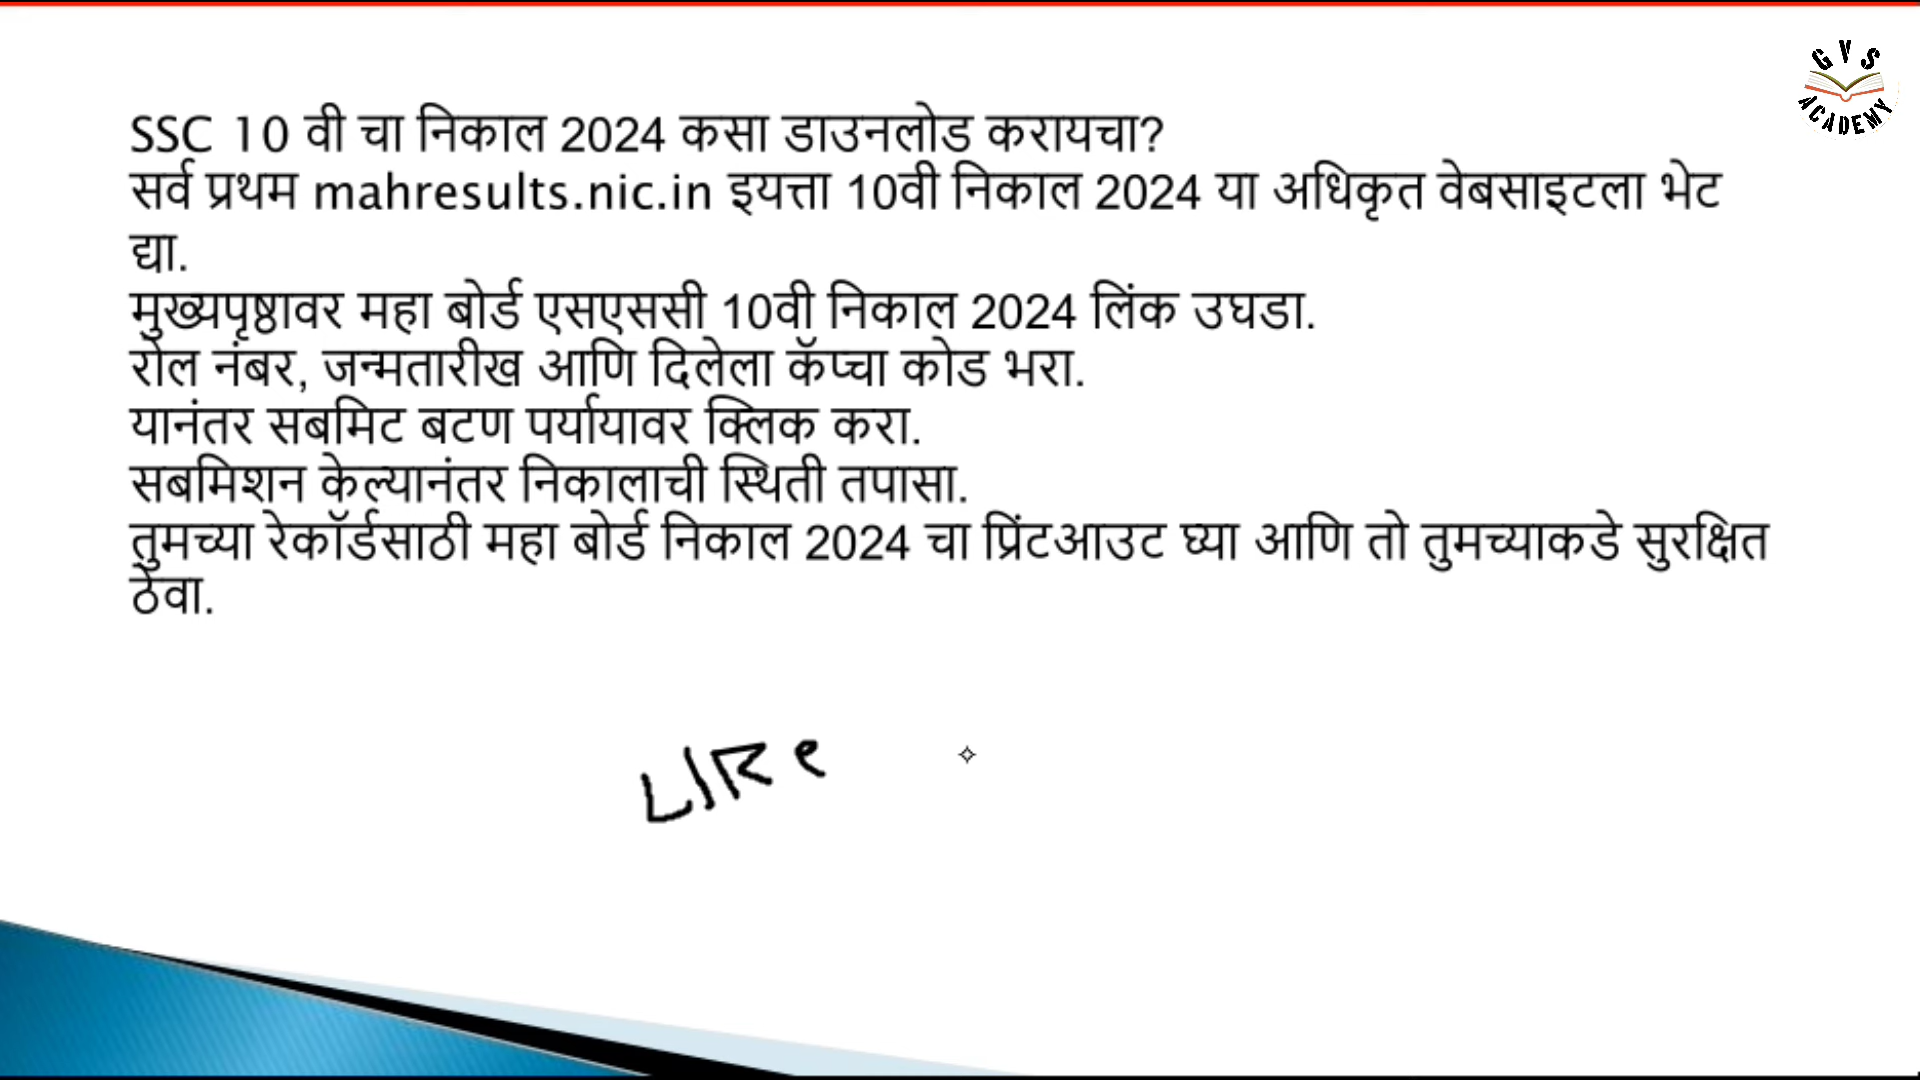 GVS
ACADEMY
SSC 10 वी चा निकाल 2024 कसा डाउनलोड करायचा?
सर्व प्रथम mahresults.nic.in इयत्ता 10वी निकाल 2024 या अधिकृत वेबसाइटला भेट
द्या.
मुख्यपृष्ठावर महा बोर्ड एसएससी 10वी निकाल 2024 लिंक उघडा.
रोल नंबर, जन्मतारीख आणि दिलेला कॅप्चा कोड भरा.
यानंतर सबमिट बटण पर्यायावर क्लिक करा.
सबमिशन केल्यानंतर निकालाची स्थिती तपासा.
तुमच्या रेकॉर्डसाठी महा बोर्ड निकाल 2024 चा प्रिंटआउट घ्या आणि तो तुमच्याकडे सुरक्षित
ठेवा.
LIKe